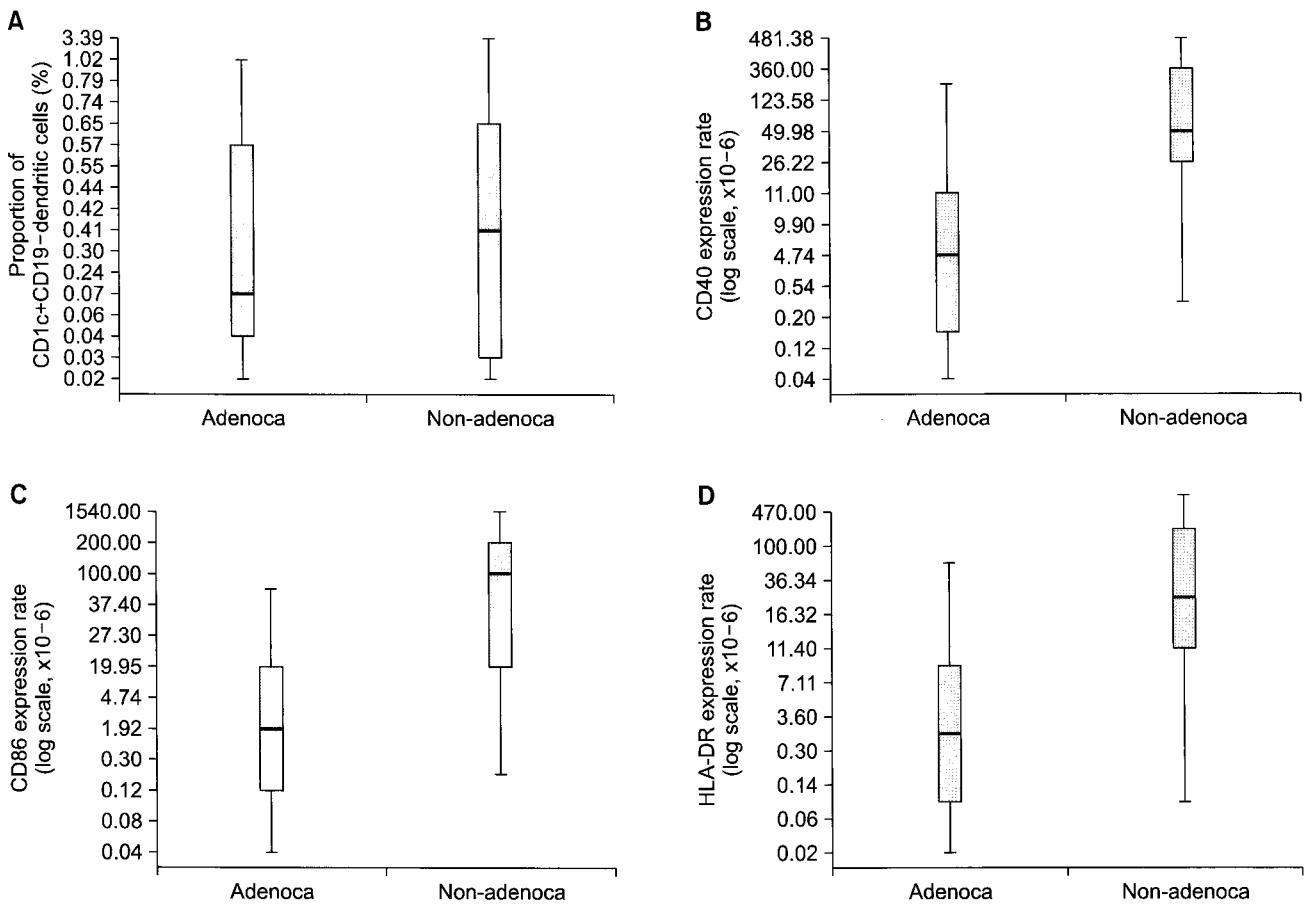 A
3.39
1.02
0.79
0.74
0.65
0.57
0.55
0.44
0.42
0.41
0.30
0.24
0.07
0.06
0.04
0.03
0.02
Proportion of
CD1c+CD19−dendritic cells (%)
Adenoca
Non-adenoca
B
481.38
360.00
123.58
49.98
26.22
11.00
9.90
4.74
0.54
0.20
0.12
0.04
CD40 expression rate
(log scale, x10−6)
Adenoca
Non-adenoca
C
1540.00
200.00
100.00
37.40
27.30
19.95
4.74
1.92
0.30
0.12
0.08
0.04
CD86 expression rate
(log scale, x10−6)
Adenoca
Non-adenoca
D
470.00
100.00
36.34
16.32
11.40
7.11
3.60
0.30
0.14
0.06
0.02
HLA-DR expression rate
(log scale, x10−6)
Adenoca
Non-adenoca